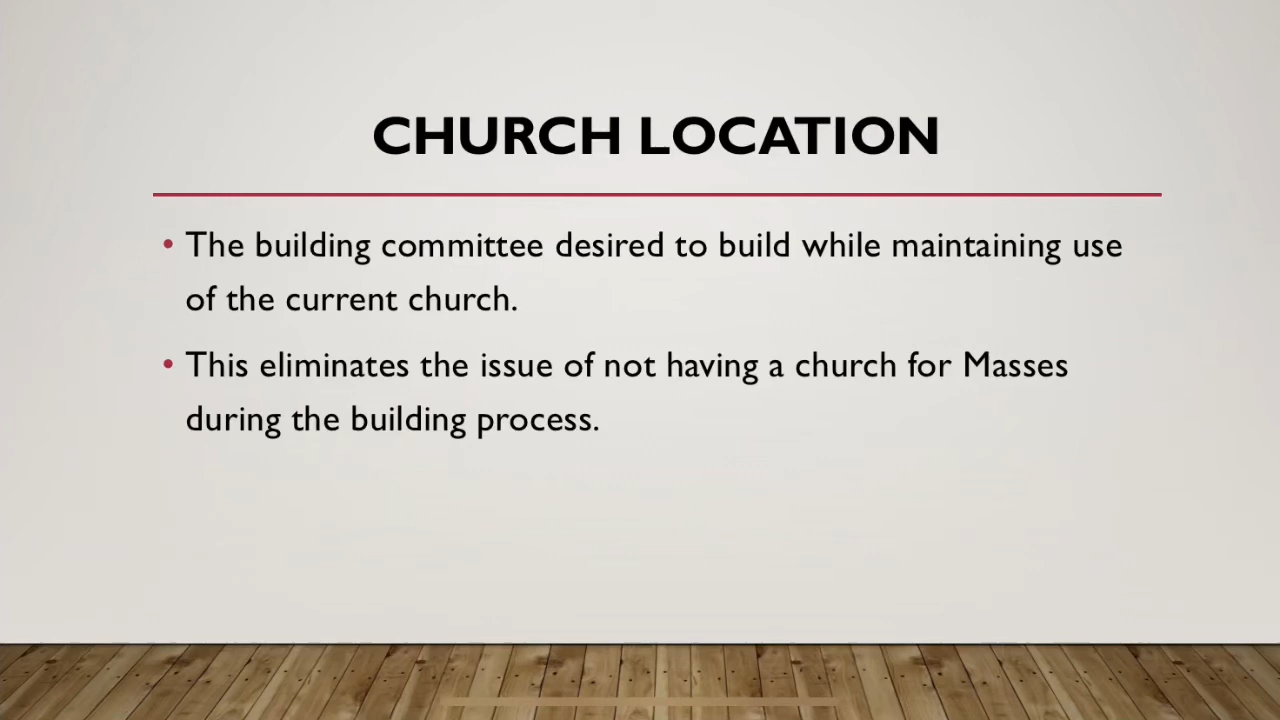 CHURCH LOCATION
• The building committee desired to build while maintaining use
of the current church.
• This eliminates the issue of not having a church for Masses
during the building process.